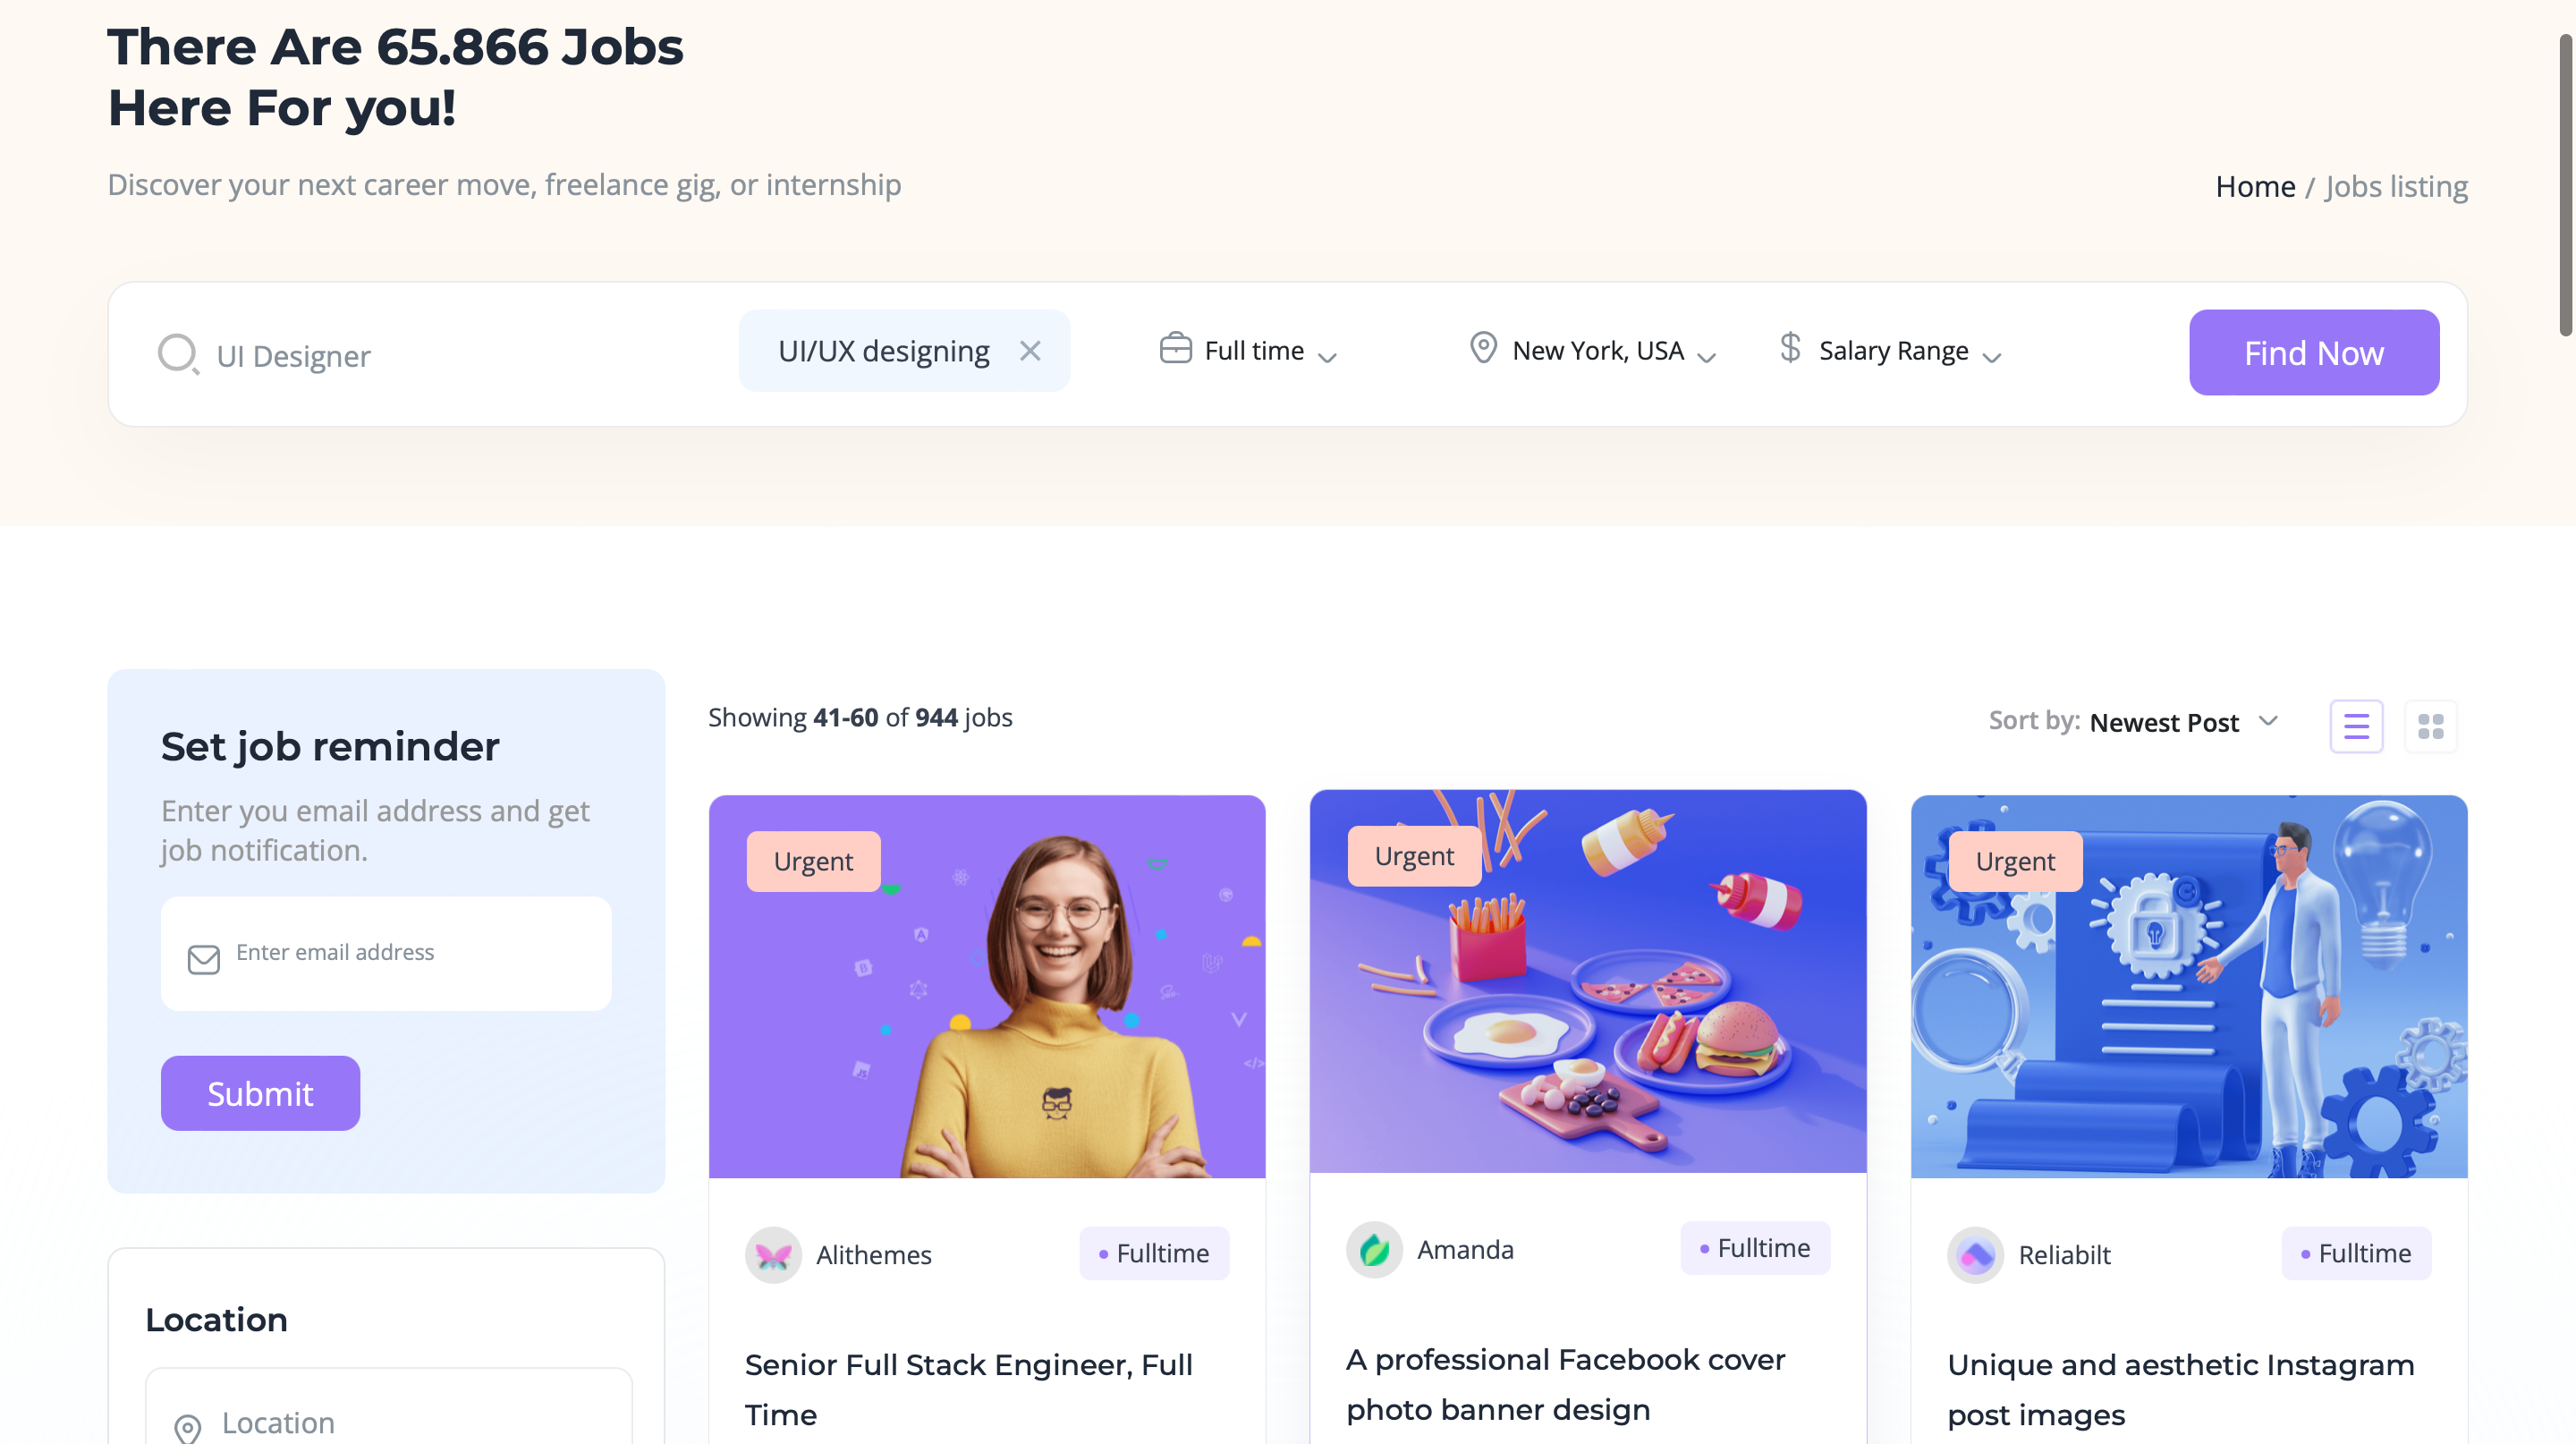 There Are 65.866 Jobs
Here For you!
Discover your next career move, freelance gig, or internship
Home / Jobs listing
UI Designer
UI/UX designing
Full time
New York, USA
Salary Range
Find Now
Set job reminder
Enter you email address and get
job notification.
Enter email address
Submit
Location
Location
Showing 41-60 of 944 jobs
Sort by: Newest Post
Urgent
Alithemes
Fulltime
Senior Full Stack Engineer, Full
Time
Urgent
Amanda
Fulltime
A professional Facebook cover
photo banner design
Urgent
Reliabilt
Fulltime
Unique and aesthetic Instagram
post images